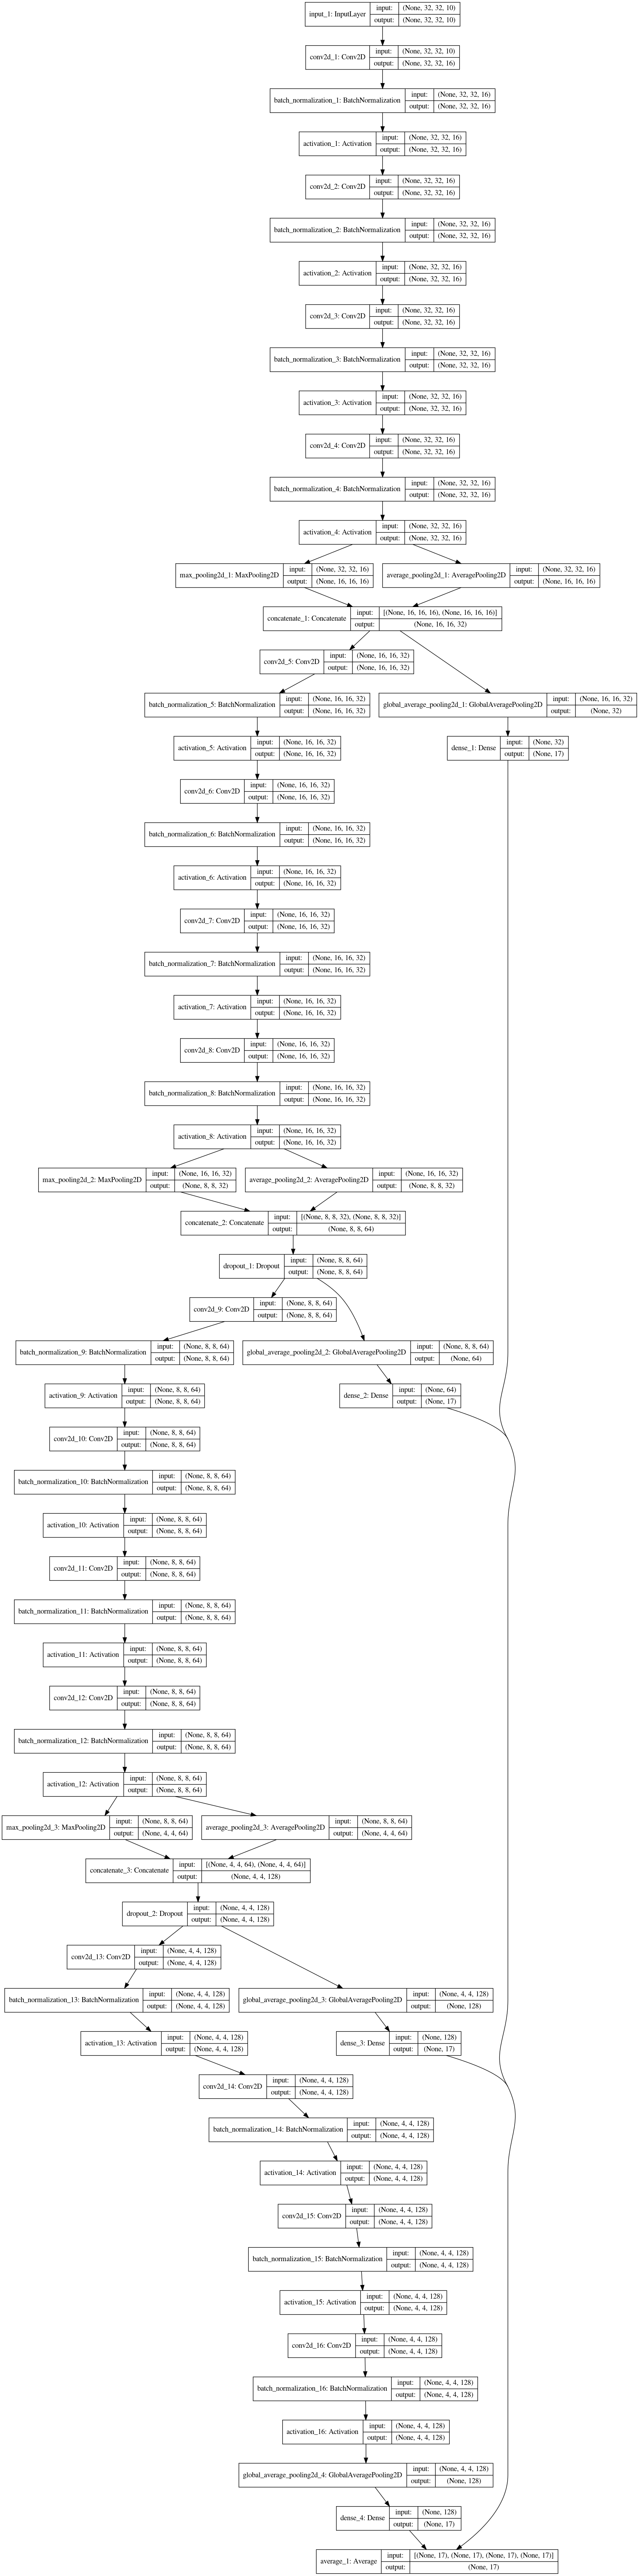 input_1: InputLayer input: (None, 32, 32, 10)
output: (None, 32, 32, 10)
conv2d_1: Conv2D input: (None, 32, 32, 10)
output: (None, 32, 32, 16)
batch_normalization_1: BatchNormalization input: (None, 32, 32, 16)
output: (None, 32, 32, 16)
activation_1: Activation input: (None, 32, 32, 16)
output: (None, 32, 32, 16)
conv2d_2: Conv2D input: (None, 32, 32, 16)
output: (None, 32, 32, 16)
batch_normalization_2: BatchNormalization input: (None, 32, 32, 16)
output: (None, 32, 32, 16)
activation_2: Activation input: (None, 32, 32, 16)
output: (None, 32, 32, 16)
conv2d_3: Conv2D input: (None, 32, 32, 16)
output: (None, 32, 32, 16)
batch_normalization_3: BatchNormalization input: (None, 32, 32, 16)
output: (None, 32, 32, 16)
activation_3: Activation input: (None, 32, 32, 16)
output: (None, 32, 32, 16)
conv2d_4: Conv2D input: (None, 32, 32, 16)
output: (None, 32, 32, 16)
batch_normalization_4: BatchNormalization input: (None, 32, 32, 16)
output: (None, 32, 32, 16)
activation_4: Activation input: (None, 32, 32, 16)
output: (None, 32, 32, 16)
max_pooling2d_1: MaxPooling2D input: (None, 32, 32, 16)
output: (None, 16, 16, 16)
average_pooling2d_1: AveragePooling2D input: (None, 32, 32, 16)
output: (None, 16, 16, 16)
concatenate_1: Concatenate input: [(None, 16, 16, 16), (None, 16, 16, 16)]
output: (None, 16, 16, 32)
conv2d_5: Conv2D input: (None, 16, 16, 32)
output: (None, 16, 16, 32)
batch_normalization_5: BatchNormalization input: (None, 16, 16, 32)
output: (None, 16, 16, 32)
global_average_pooling2d_1: GlobalAveragePooling2D input: (None, 16, 16, 32)
output: (None, 32)
activation_5: Activation input: (None, 16, 16, 32)
output: (None, 16, 16, 32)
dense_1: Dense input: (None, 32)
output: (None, 17)
conv2d_6: Conv2D input: (None, 16, 16, 32)
output: (None, 16, 16, 32)
batch_normalization_6: BatchNormalization input: (None, 16, 16, 32)
output: (None, 16, 16, 32)
activation_6: Activation input: (None, 16, 16, 32)
output: (None, 16, 16, 32)
conv2d_7: Conv2D input: (None, 16, 16, 32)
output: (None, 16, 16, 32)
batch_normalization_7: BatchNormalization input: (None, 16, 16, 32)
output: (None, 16, 16, 32)
activation_7: Activation input: (None, 16, 16, 32)
output: (None, 16, 16, 32)
conv2d_8: Conv2D input: (None, 16, 16, 32)
output: (None, 16, 16, 32)
batch_normalization_8: BatchNormalization input: (None, 16, 16, 32)
output: (None, 16, 16, 32)
activation_8: Activation input: (None, 16, 16, 32)
output: (None, 16, 16, 32)
max_pooling2d_2: MaxPooling2D input: (None, 16, 16, 32)
output: (None, 8, 8, 32)
average_pooling2d_2: AveragePooling2D input: (None, 16, 16, 32)
output: (None, 8, 8, 32)
concatenate_2: Concatenate input: [(None, 8, 8, 32), (None, 8, 8, 32)]
output: (None, 8, 8, 64)
dropout_1: Dropout input: (None, 8, 8, 64)
output: (None, 8, 8, 64)
conv2d_9: Conv2D input: (None, 8, 8, 64)
output: (None, 8, 8, 64)
batch_normalization_9: BatchNormalization input: (None, 8, 8, 64)
output: (None, 8, 8, 64)
global_average_pooling2d_2: GlobalAveragePooling2D input: (None, 8, 8, 64)
output: (None, 64)
activation_9: Activation input: (None, 8, 8, 64)
output: (None, 8, 8, 64)
dense_2: Dense input: (None, 64)
output: (None, 17)
conv2d_10: Conv2D input: (None, 8, 8, 64)
output: (None, 8, 8, 64)
batch_normalization_10: BatchNormalization input: (None, 8, 8, 64)
output: (None, 8, 8, 64)
activation_10: Activation input: (None, 8, 8, 64)
output: (None, 8, 8, 64)
conv2d_11: Conv2D input: (None, 8, 8, 64)
output: (None, 8, 8, 64)
batch_normalization_11: BatchNormalization input: (None, 8, 8, 64)
output: (None, 8, 8, 64)
activation_11: Activation input: (None, 8, 8, 64)
output: (None, 8, 8, 64)
conv2d_12: Conv2D input: (None, 8, 8, 64)
output: (None, 8, 8, 64)
batch_normalization_12: BatchNormalization input: (None, 8, 8, 64)
output: (None, 8, 8, 64)
activation_12: Activation input: (None, 8, 8, 64)
output: (None, 8, 8, 64)
max_pooling2d_3: MaxPooling2D input: (None, 8, 8, 64)
output: (None, 4, 4, 64)
average_pooling2d_3: AveragePooling2D input: (None, 8, 8, 64)
output: (None, 4, 4, 64)
concatenate_3: Concatenate input: [(None, 4, 4, 64), (None, 4, 4, 64)]
output: (None, 4, 4, 128)
dropout_2: Dropout input: (None, 4, 4, 128)
output: (None, 4, 4, 128)
conv2d_13: Conv2D input: (None, 4, 4, 128)
output: (None, 4, 4, 128)
batch_normalization_13: BatchNormalization input: (None, 4, 4, 128)
output: (None, 4, 4, 128)
global_average_pooling2d_3: GlobalAveragePooling2D input: (None, 4, 4, 128)
output: (None, 128)
activation_13: Activation input: (None, 4, 4, 128)
output: (None, 4, 4, 128)
dense_3: Dense input: (None, 128)
output: (None, 17)
conv2d_14: Conv2D input: (None, 4, 4, 128)
output: (None, 4, 4, 128)
batch_normalization_14: BatchNormalization input: (None, 4, 4, 128)
output: (None, 4, 4, 128)
activation_14: Activation input: (None, 4, 4, 128)
output: (None, 4, 4, 128)
conv2d_15: Conv2D input: (None, 4, 4, 128)
output: (None, 4, 4, 128)
batch_normalization_15: BatchNormalization input: (None, 4, 4, 128)
output: (None, 4, 4, 128)
activation_15: Activation input: (None, 4, 4, 128)
output: (None, 4, 4, 128)
conv2d_16: Conv2D input: (None, 4, 4, 128)
output: (None, 4, 4, 128)
batch_normalization_16: BatchNormalization input: (None, 4, 4, 128)
output: (None, 4, 4, 128)
activation_16: Activation input: (None, 4, 4, 128)
output: (None, 4, 4, 128)
global_average_pooling2d_4: GlobalAveragePooling2D input: (None, 4, 4, 128)
output: (None, 128)
dense_4: Dense input: (None, 128)
output: (None, 17)
average_1: Average input: [(None, 17), (None, 17), (None, 17), (None, 17)]
output: (None, 17)